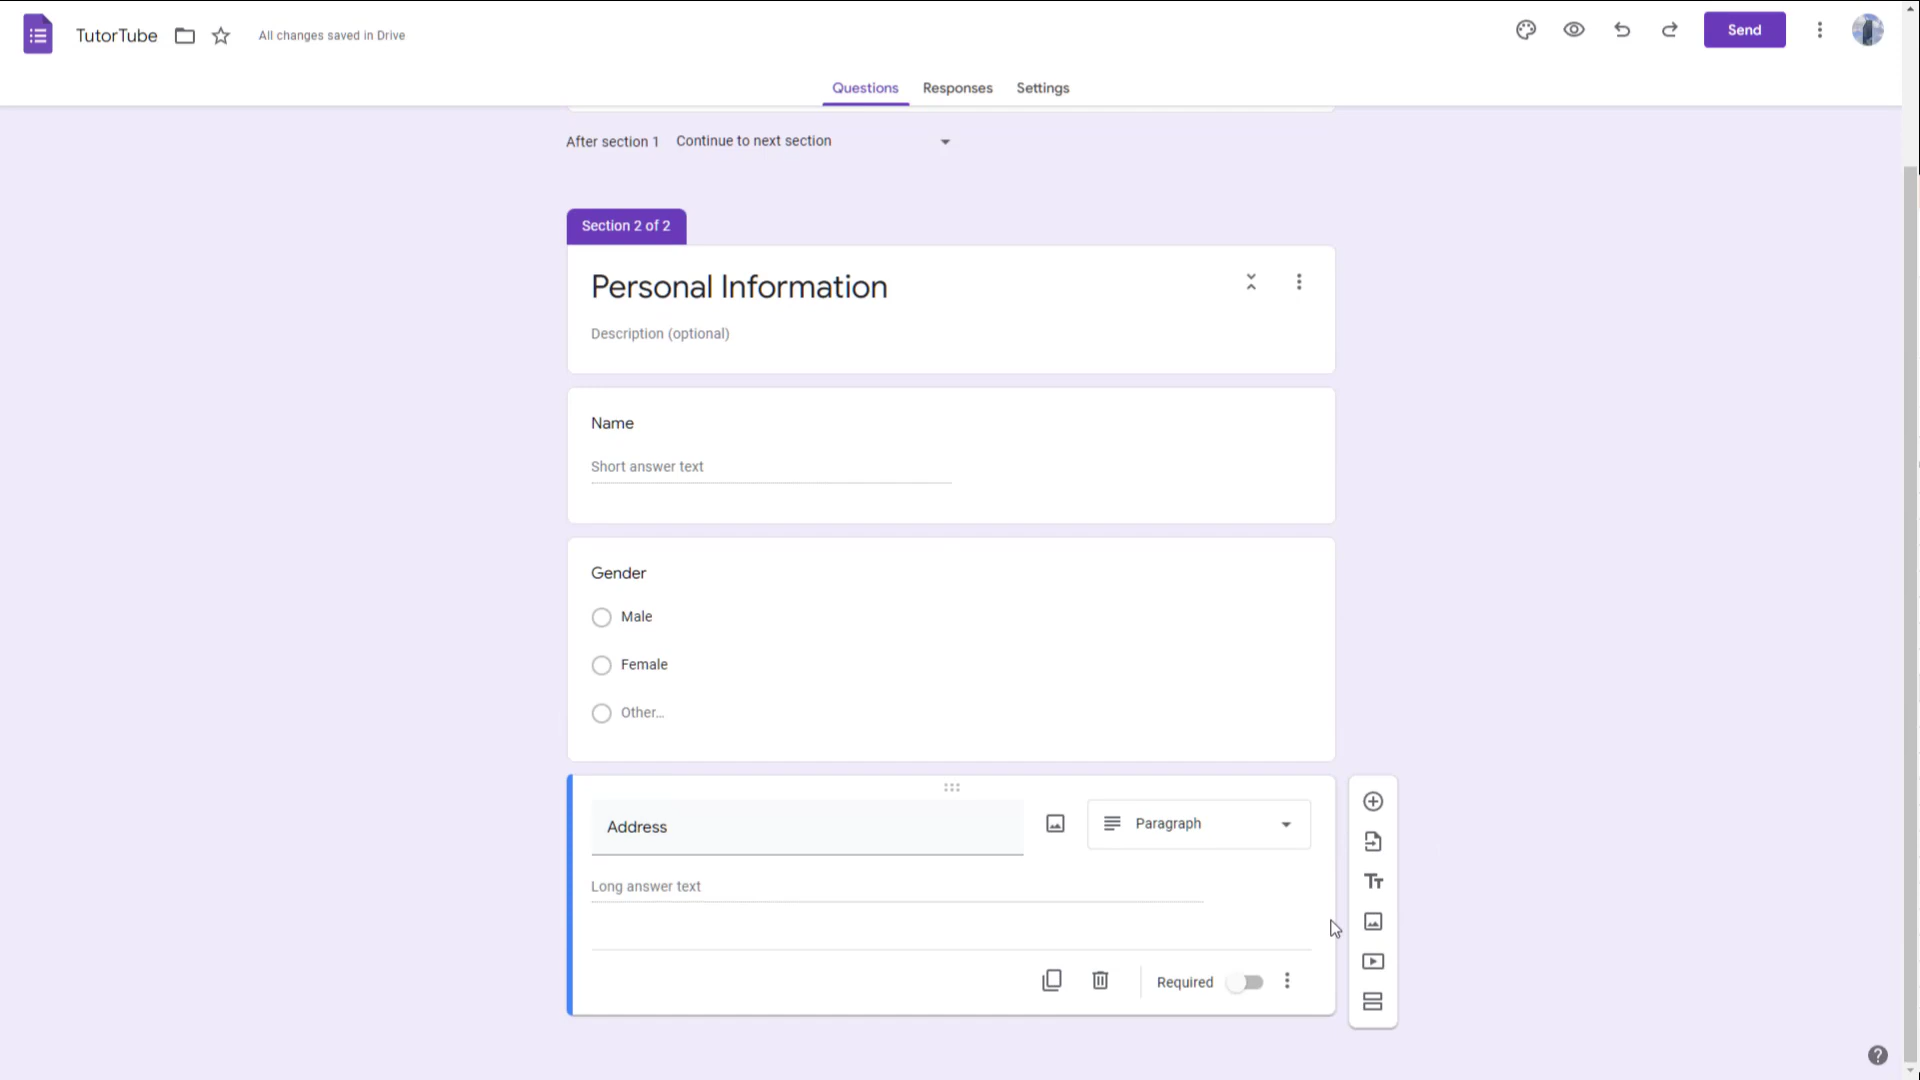 TutorTube
All changes saved in Drive
Send
Questions
Responses
Settings
After section 1
Continue to next section
Section 2 of 2
Personal Information
Description (optional)
Name
Short answer text
Gender
Male
Female
Other...
Address
Paragraph
Long answer text
Required